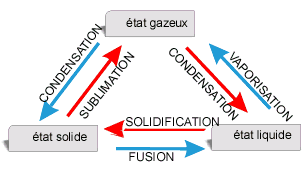 état gazeux
CONDENSATION
SUBLIMATION
CONDENSATION
VAPORISATION
SOLIDIFICATION
état solide
état liquide
FUSION